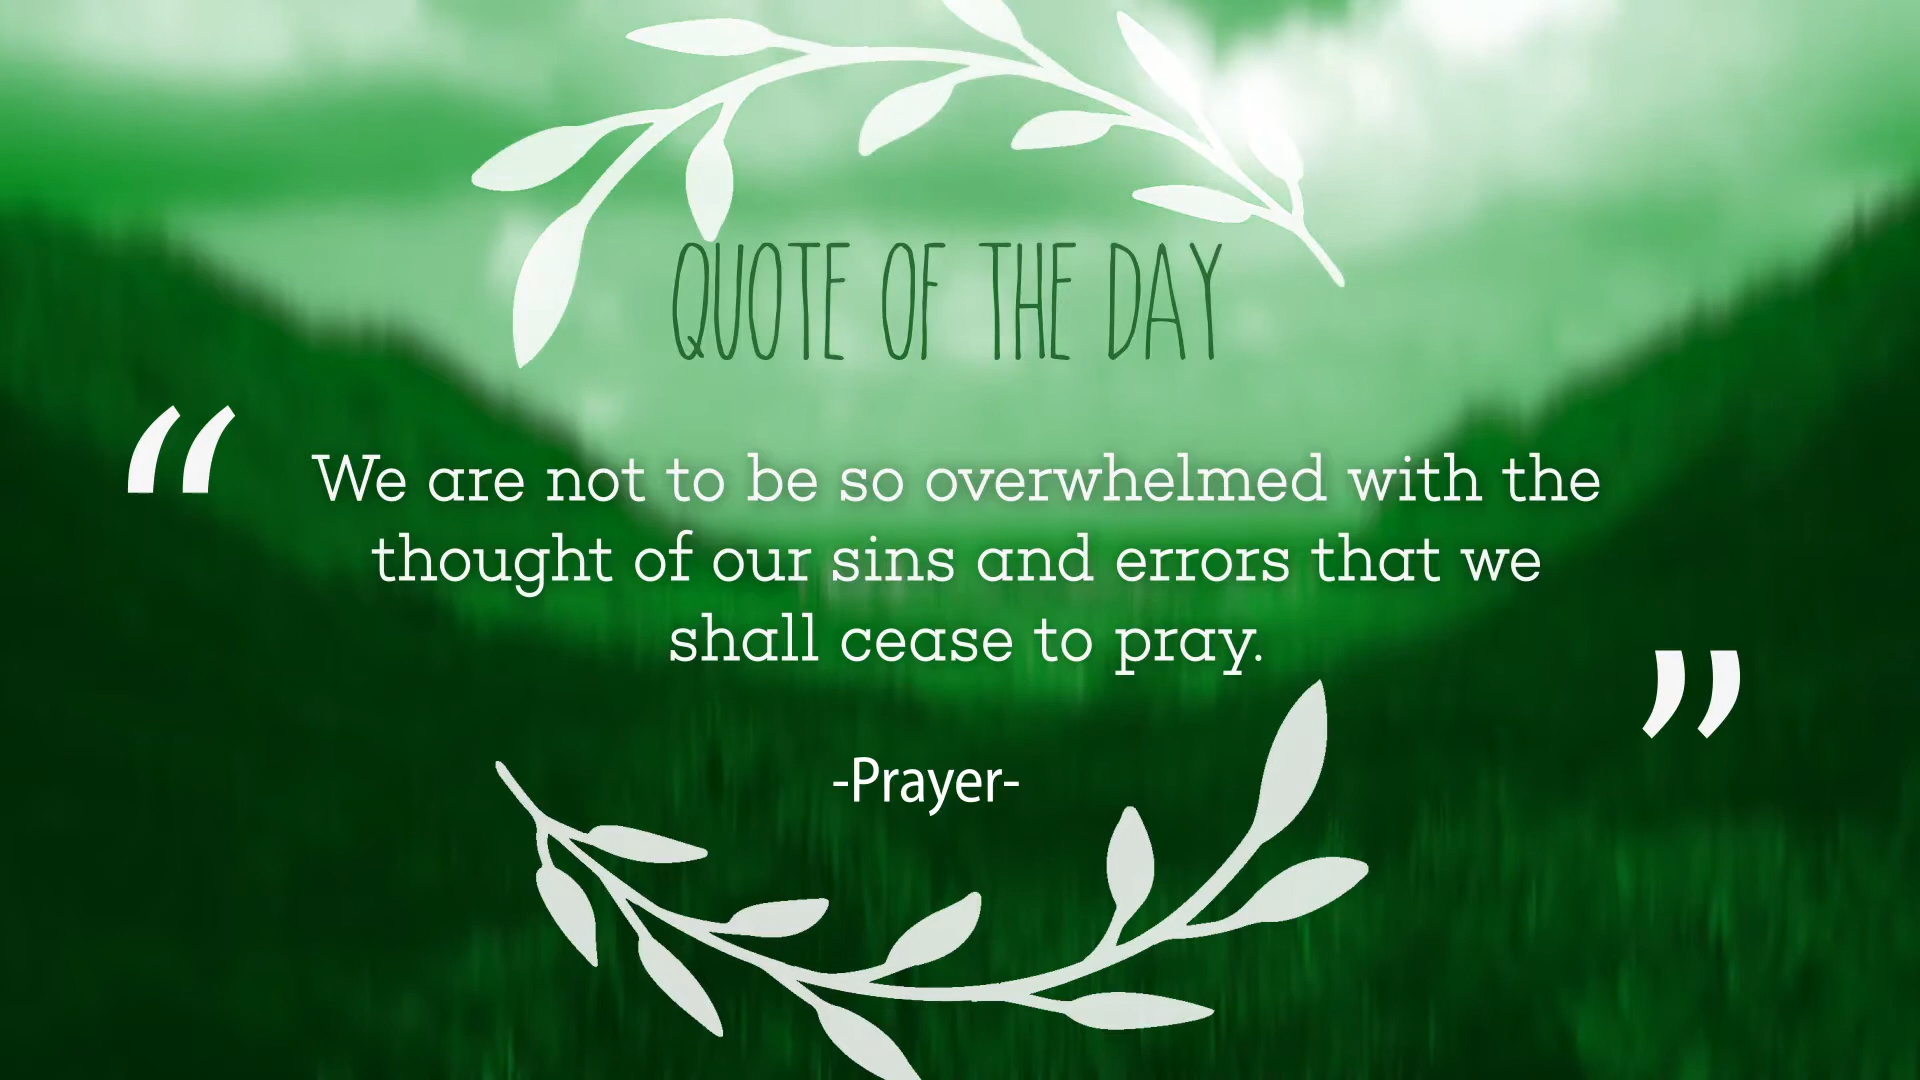 QUOTE OF THE DAY
“ We are not to be so overwhelmed with the
thought of our sins and errors that we
shall cease to pray. ”
-Prayer-